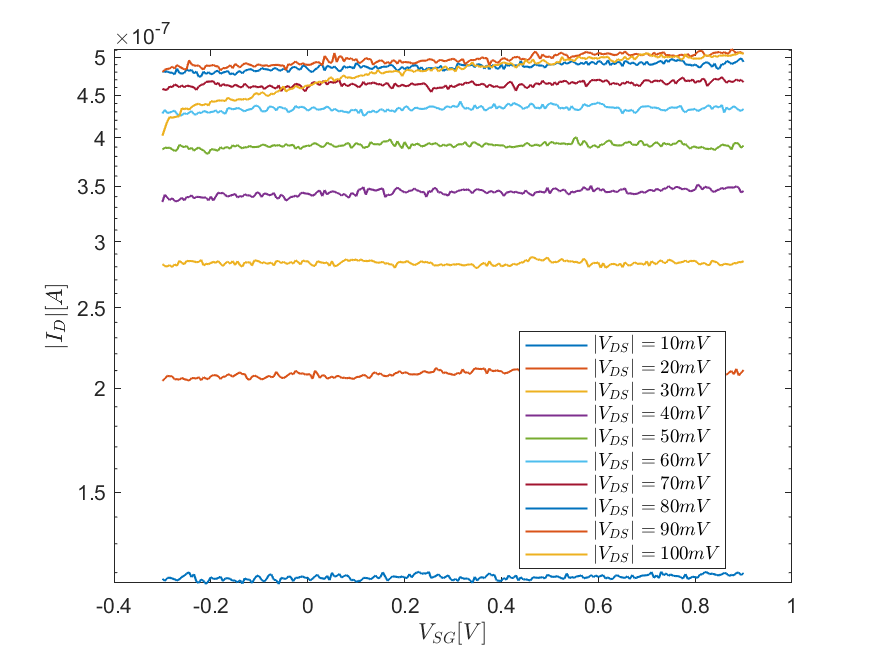 ×10⁻⁷
5
4.5
4
3.5
3
2.5
2
1.5
|I_D|[A]
|V_DS| = 10mV
|V_DS| = 20mV
|V_DS| = 30mV
|V_DS| = 40mV
|V_DS| = 50mV
|V_DS| = 60mV
|V_DS| = 70mV
|V_DS| = 80mV
|V_DS| = 90mV
|V_DS| = 100mV
-0.4 -0.2 0 0.2 0.4 0.6 0.8 1
V_SG[V]